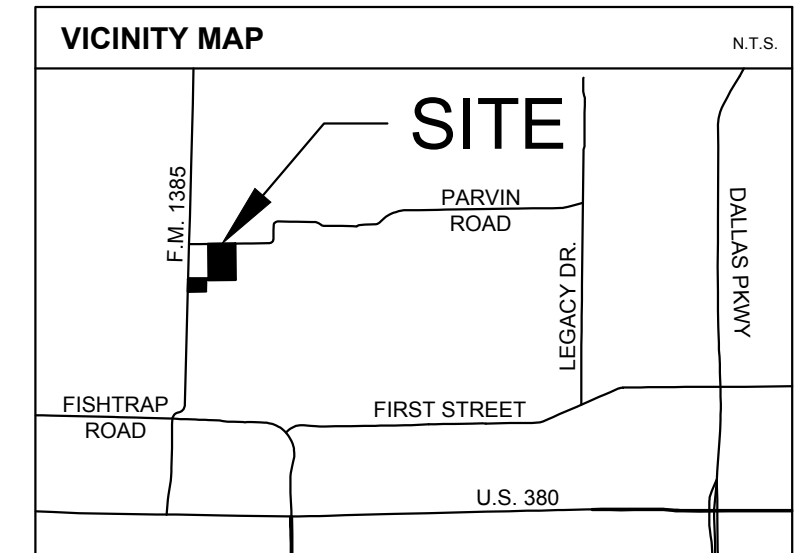 VICINITY MAP
N.T.S.
SITE
F.M. 1385
PARVIN
ROAD
LEGACY DR.
DALLAS PKWY
FISHTRAP
ROAD
FIRST STREET
U.S. 380